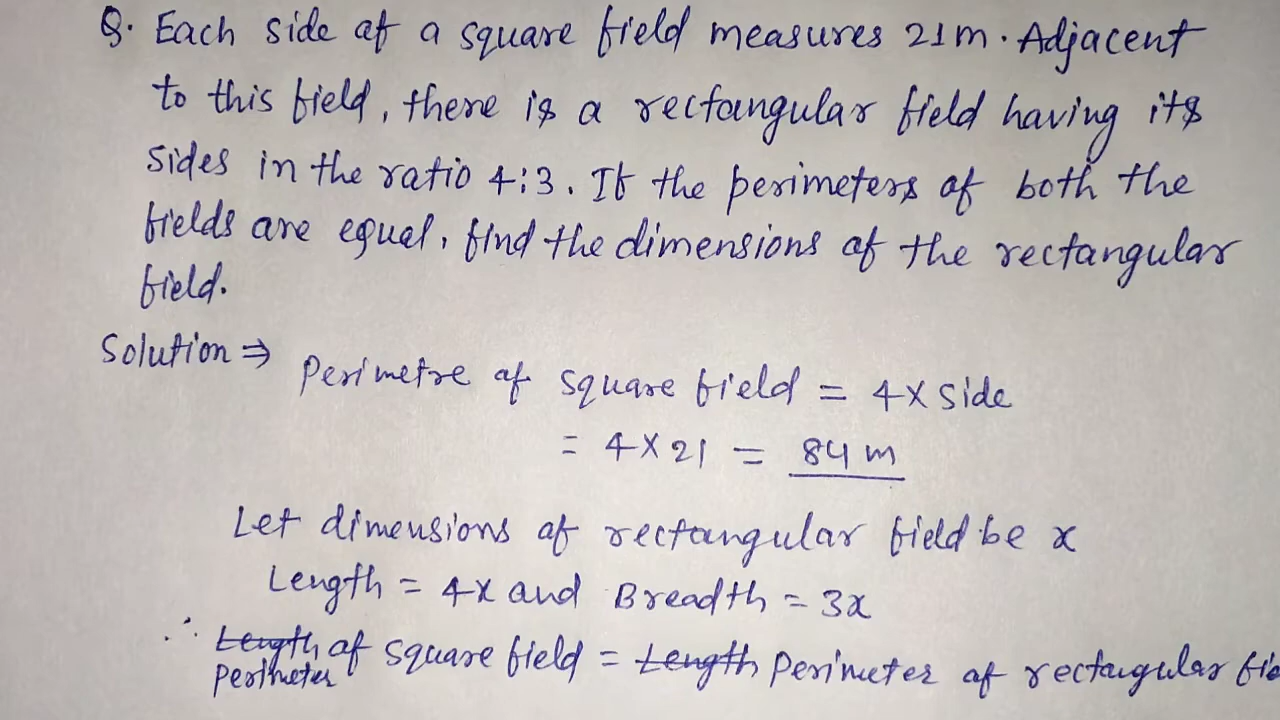 Q. Each side of a square field measures 21m. Adjacent
to this field, there is a rectangular field having its
sides in the ratio 4:3. If the perimeters of both the
fields are equal, find the dimensions of the rectangular
field.
Solution ⇒ Perimetre of square field = 4 × side
= 4 × 21 = 84 m
Let dimensions of rectangular field be x
Length = 4x and Breadth = 3x
∴ ~~Length~~ Perimeter of square field = ~~Length~~ Perimeter of rectangular fie